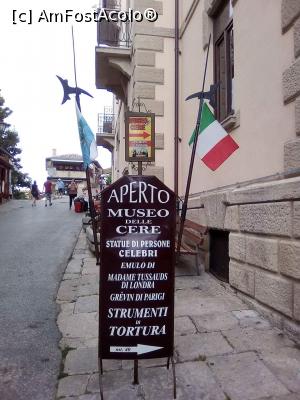 [c] AmFostAcolo®
APERTO
MUSEO
DELLE
CERE
STATUE DI PERSONE
CELEBRI
EMULO DI
MADAME TUSSAUDS
DI LONDRA
GRÉVIN DI PARIGI
STRUMENTI
DI
TORTURA